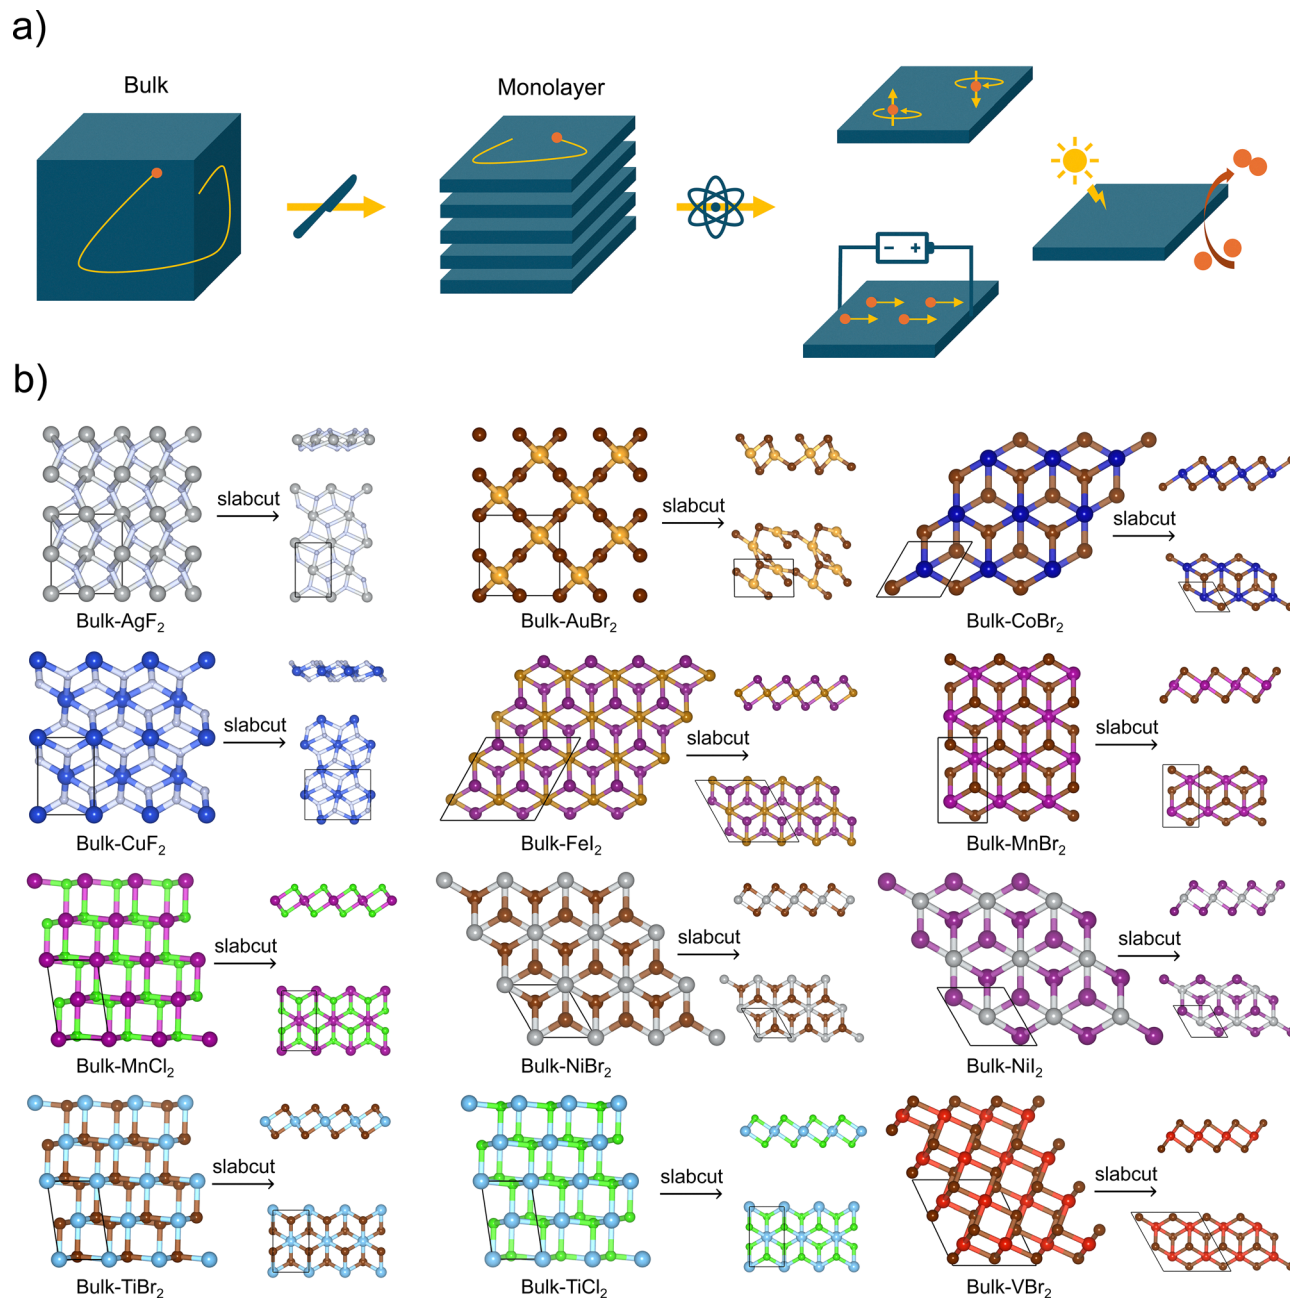 a)
Bulk
Monolayer
b)
slabcut
slabcut
slabcut
Bulk-AgF₂
Bulk-AuBr₂
Bulk-CoBr₂
slabcut
slabcut
slabcut
Bulk-CuF₂
Bulk-FeI₂
Bulk-MnBr₂
slabcut
slabcut
slabcut
Bulk-MnCl₂
Bulk-NiBr₂
Bulk-NiI₂
slabcut
slabcut
slabcut
Bulk-TiBr₂
Bulk-TiCl₂
Bulk-VBr₂